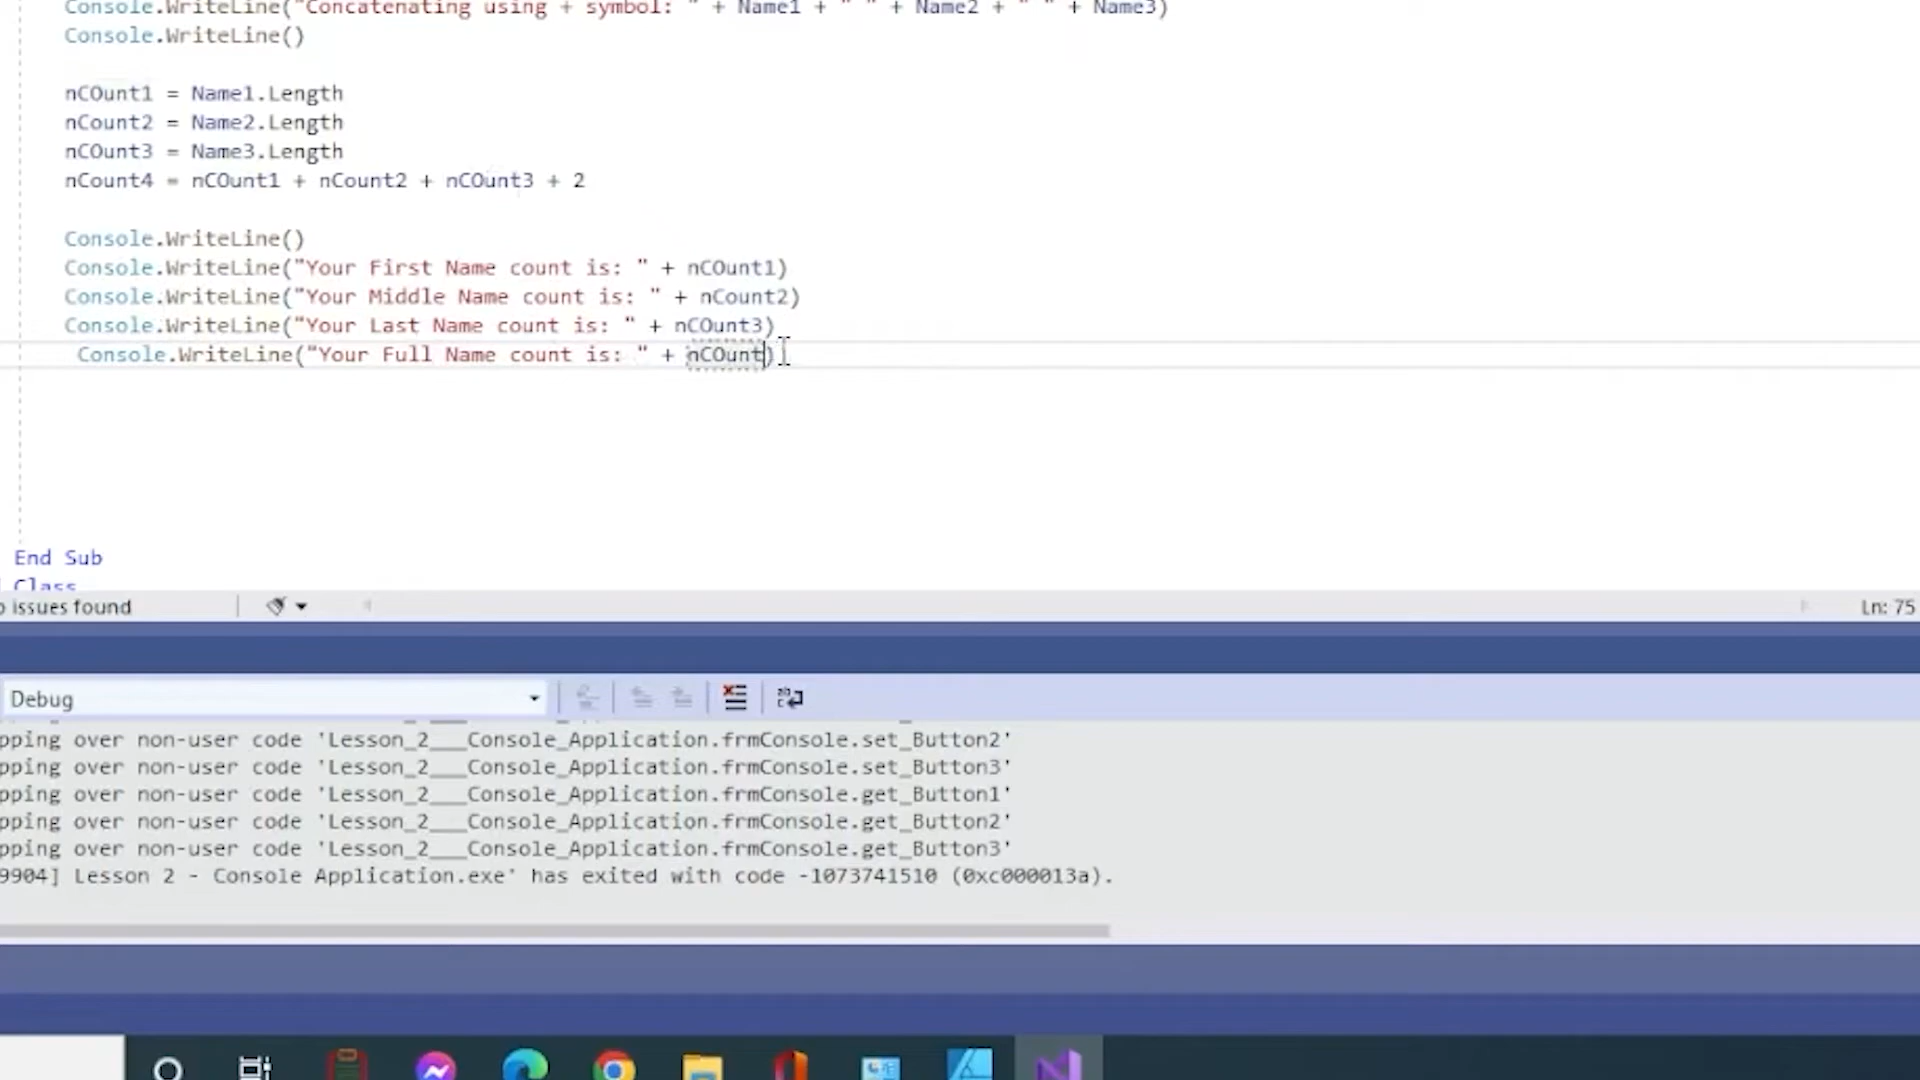 Console.WriteLine("Concatenating using + symbol: " + Name1 + " " + Name2 + " " + Name3)
Console.WriteLine()
nCOunt1 = Name1.Length
nCount2 = Name2.Length
nCOunt3 = Name3.Length
nCount4 = nCOunt1 + nCount2 + nCOunt3 + 2
Console.WriteLine()
Console.WriteLine("Your First Name count is: " + nCOunt1)
Console.WriteLine("Your Middle Name count is: " + nCount2)
Console.WriteLine("Your Last Name count is: " + nCOunt3)
Console.WriteLine("Your Full Name count is: " + nCOunt)
End Sub
Class
o issues found
Ln: 75
Debug
pping over non-user code 'Lesson_2___Console_Application.frmConsole.set_Button2'
pping over non-user code 'Lesson_2___Console_Application.frmConsole.set_Button3'
pping over non-user code 'Lesson_2___Console_Application.frmConsole.get_Button1'
pping over non-user code 'Lesson_2___Console_Application.frmConsole.get_Button2'
pping over non-user code 'Lesson_2___Console_Application.frmConsole.get_Button3'
9904] Lesson 2 - Console Application.exe' has exited with code -1073741510 (0xc000013a).